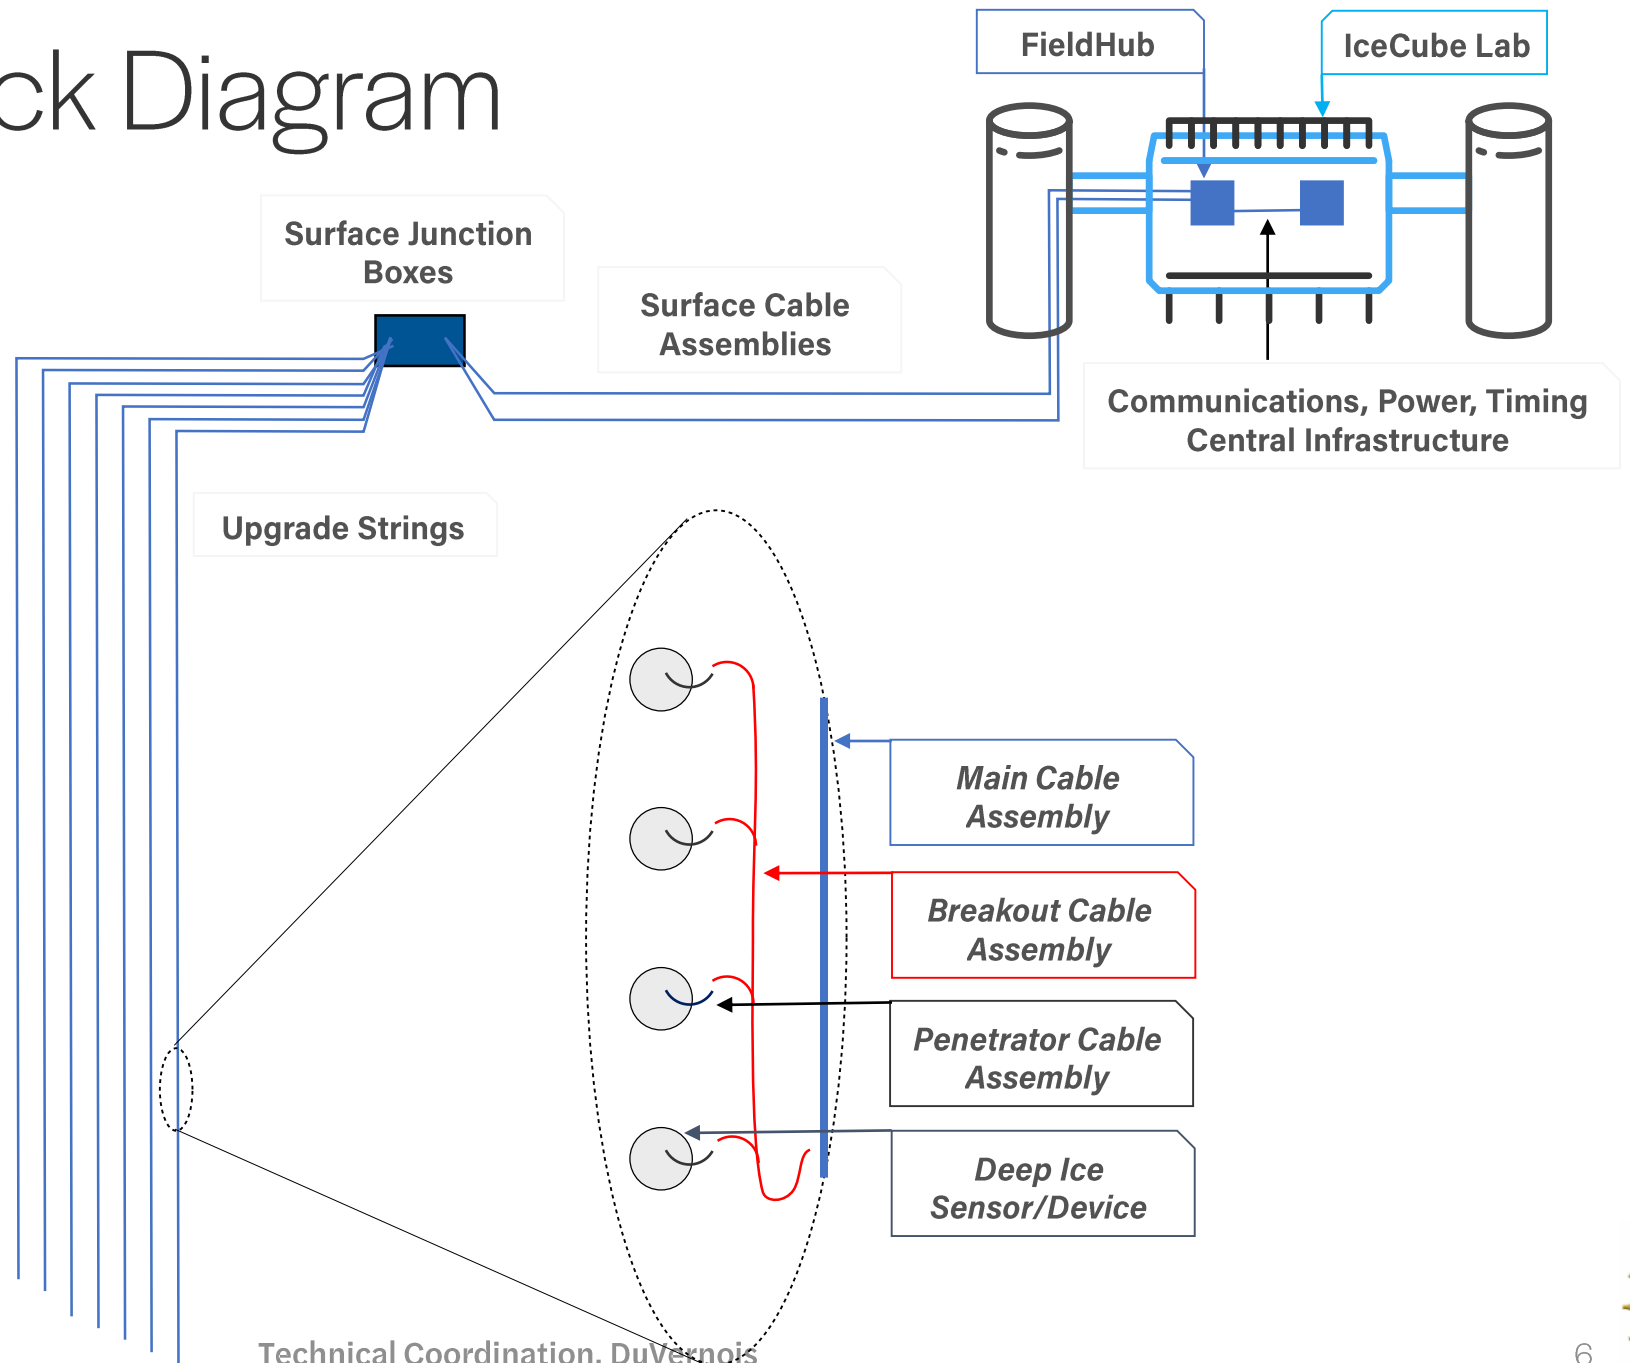 ck Diagram
FieldHub
IceCube Lab
Surface Junction
Boxes
Surface Cable
Assemblies
Communications, Power, Timing
Central Infrastructure
Upgrade Strings
Main Cable
Assembly
Breakout Cable
Assembly
Penetrator Cable
Assembly
Deep Ice
Sensor/Device
Technical Coordination, DuVernois
6